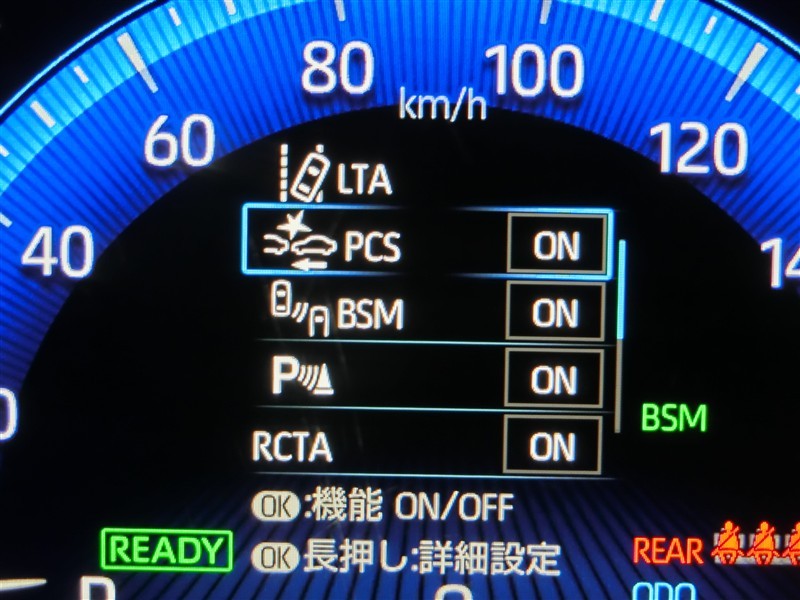 80
100
km/h
60
120
LTA
40
PCS ON
BSM ON
P ON
BSM
RCTA ON
OK:機能 ON/OFF
READY
OK長押し:詳細設定
REAR